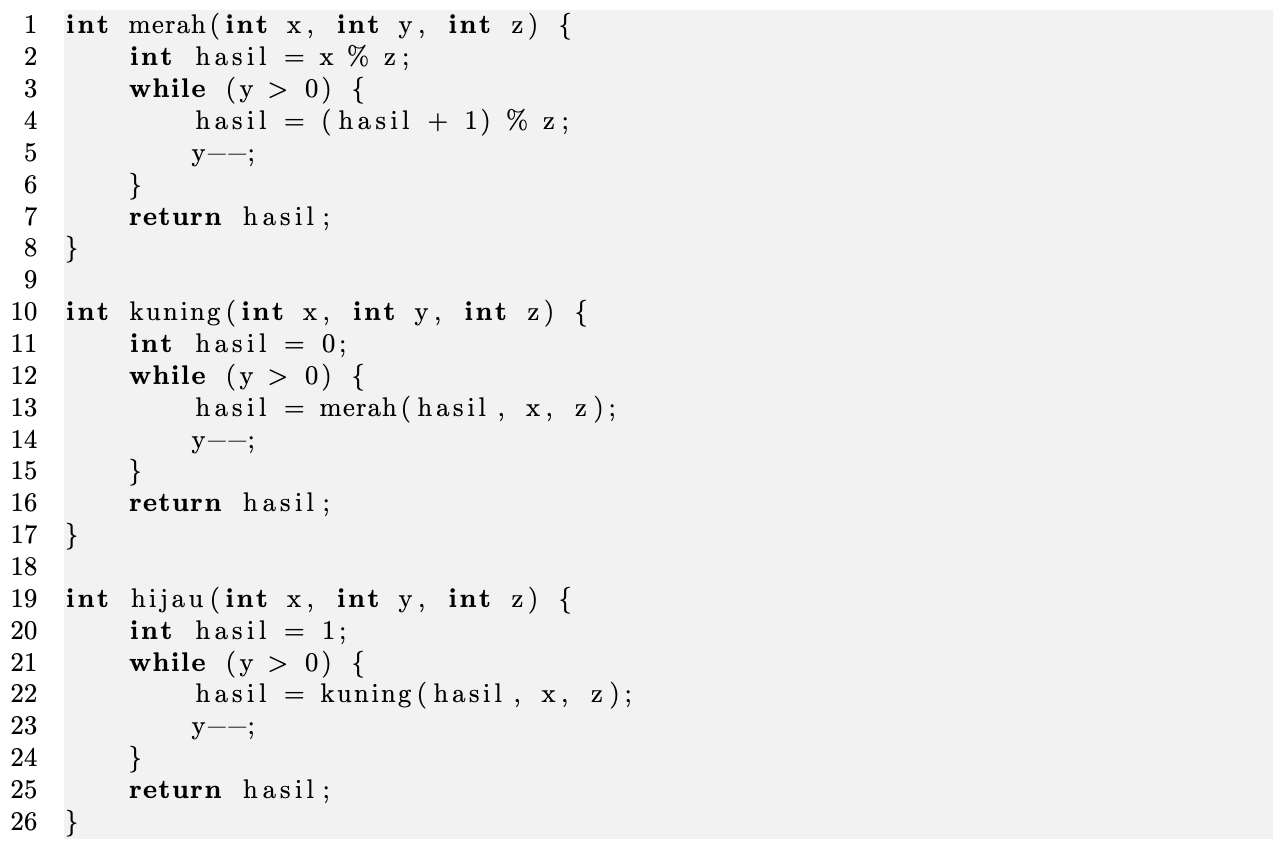 1 int merah(int x, int y, int z) {
2     int hasil = x % z;
3     while (y > 0) {
4         hasil = (hasil + 1) % z;
5         y--;
6     }
7     return hasil;
8 }
9
10 int kuning(int x, int y, int z) {
11     int hasil = 0;
12     while (y > 0) {
13         hasil = merah(hasil, x, z);
14         y--;
15     }
16     return hasil;
17 }
18
19 int hijau(int x, int y, int z) {
20     int hasil = 1;
21     while (y > 0) {
22         hasil = kuning(hasil, x, z);
23         y--;
24     }
25     return hasil;
26 }